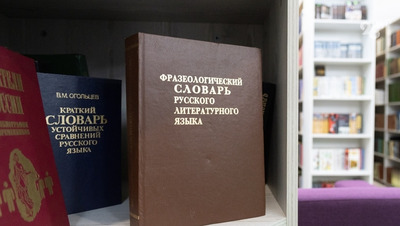 В.М. ОГОЛЬЦЕВ
КРАТКИЙ
СЛОВАРЬ
УСТОЙЧИВЫХ
СРАВНЕНИЙ
РУССКОГО
ЯЗЫКА
ФРАЗЕОЛОГИЧЕСКИЙ
СЛОВАРЬ
РУССКОГО
ЛИТЕРАТУРНОГО
ЯЗЫКА